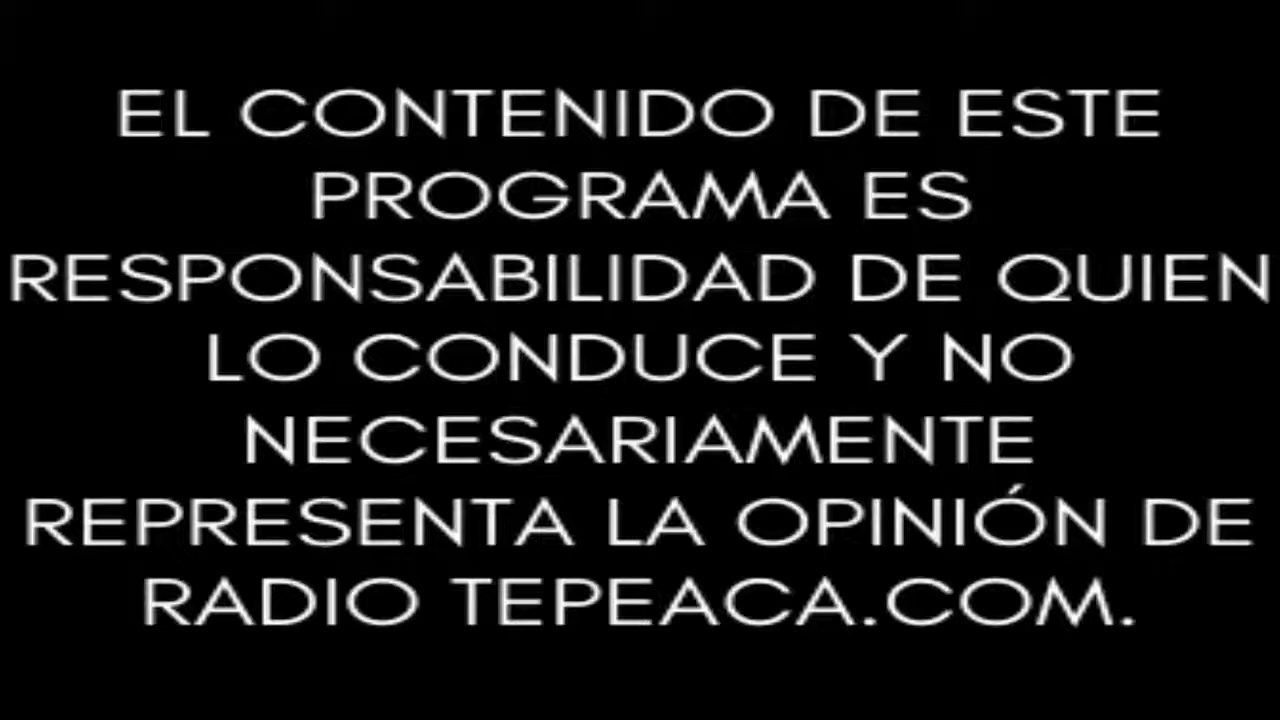 EL CONTENIDO DE ESTE
PROGRAMA ES
RESPONSABILIDAD DE QUIEN
LO CONDUCE Y NO
NECESARIAMENTE
REPRESENTA LA OPINIÓN DE
RADIO TEPEACA.COM.